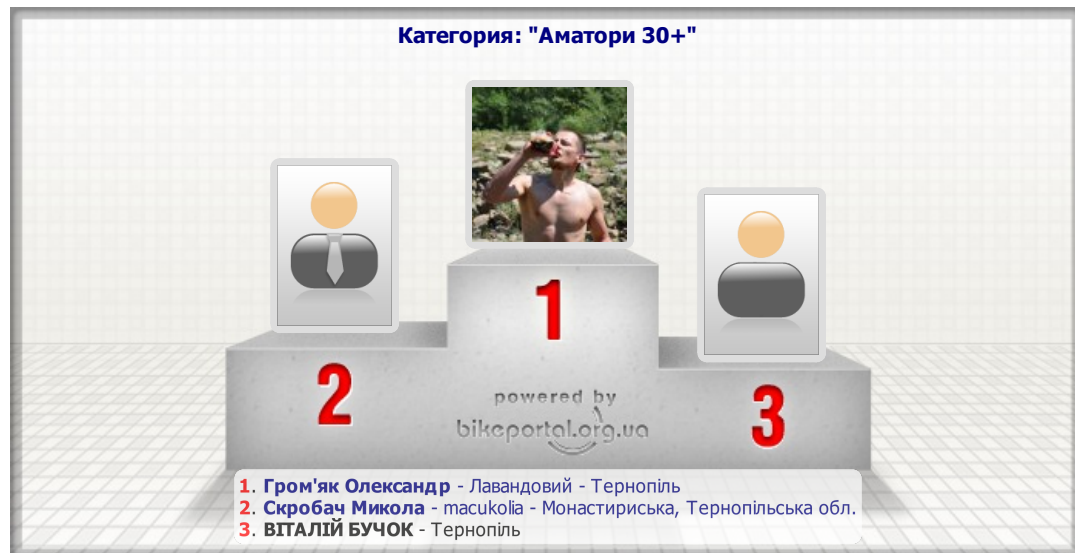 Категория: "Аматори 30+"
1
2
3
powered by
bikeportal.org.ua
1. Гром'як Олександр - Лавандовий - Тернопіль
2. Скробач Микола - macukolia - Монастириська, Тернопільська обл.
3. ВІТАЛІЙ БУЧОК - Тернопіль